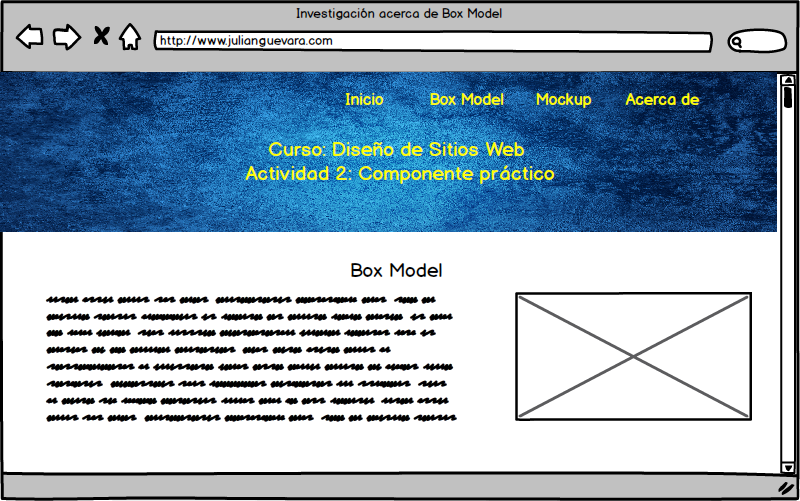 Investigación acerca de Box Model
http://www.julianguevara.com
Inicio Box Model Mockup Acerca de
Curso: Diseño de Sitios Web
Actividad 2: Componente práctico
Box Model